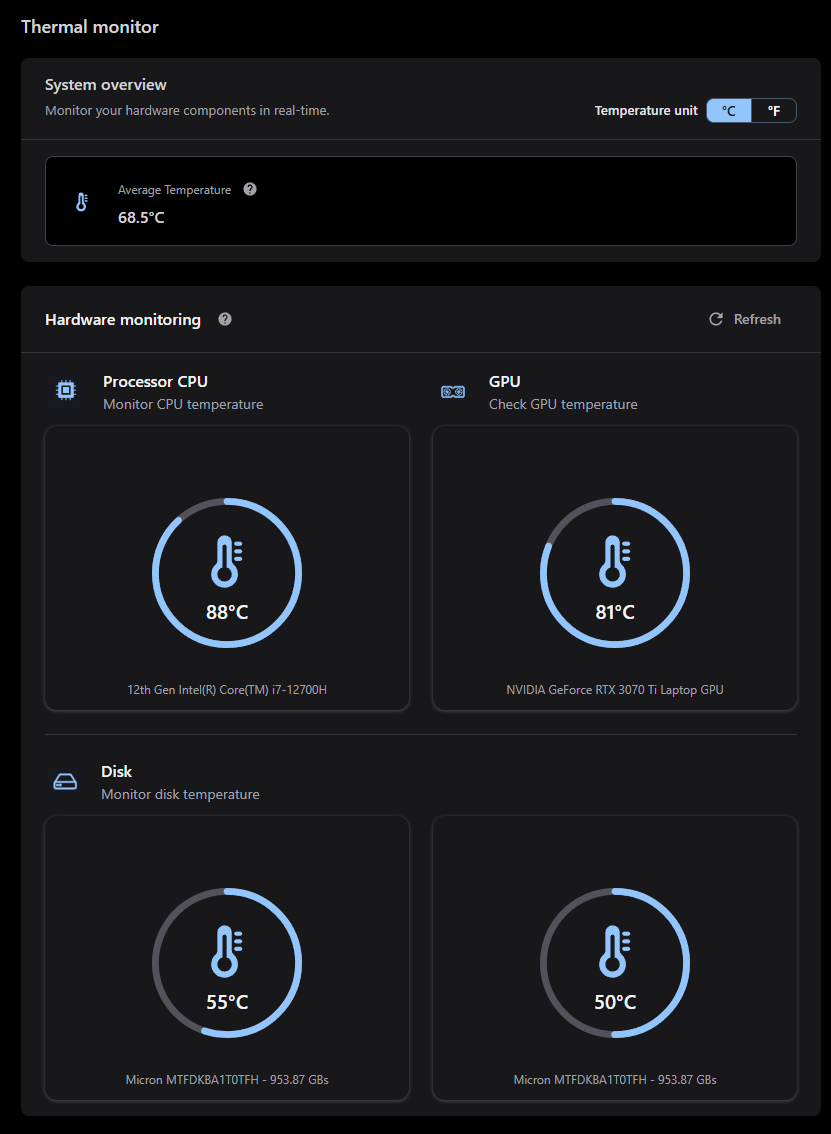 Thermal monitor
System overview
Monitor your hardware components in real-time.
Temperature unit °C °F
Average Temperature ?
68.5°C
Hardware monitoring ? Refresh
Processor CPU
Monitor CPU temperature
GPU
Check GPU temperature
88°C
12th Gen Intel(R) Core(TM) i7-12700H
81°C
NVIDIA GeForce RTX 3070 Ti Laptop GPU
Disk
Monitor disk temperature
55°C
Micron MTFDKBA1T0TFH - 953.87 GBs
50°C
Micron MTFDKBA1T0TFH - 953.87 GBs